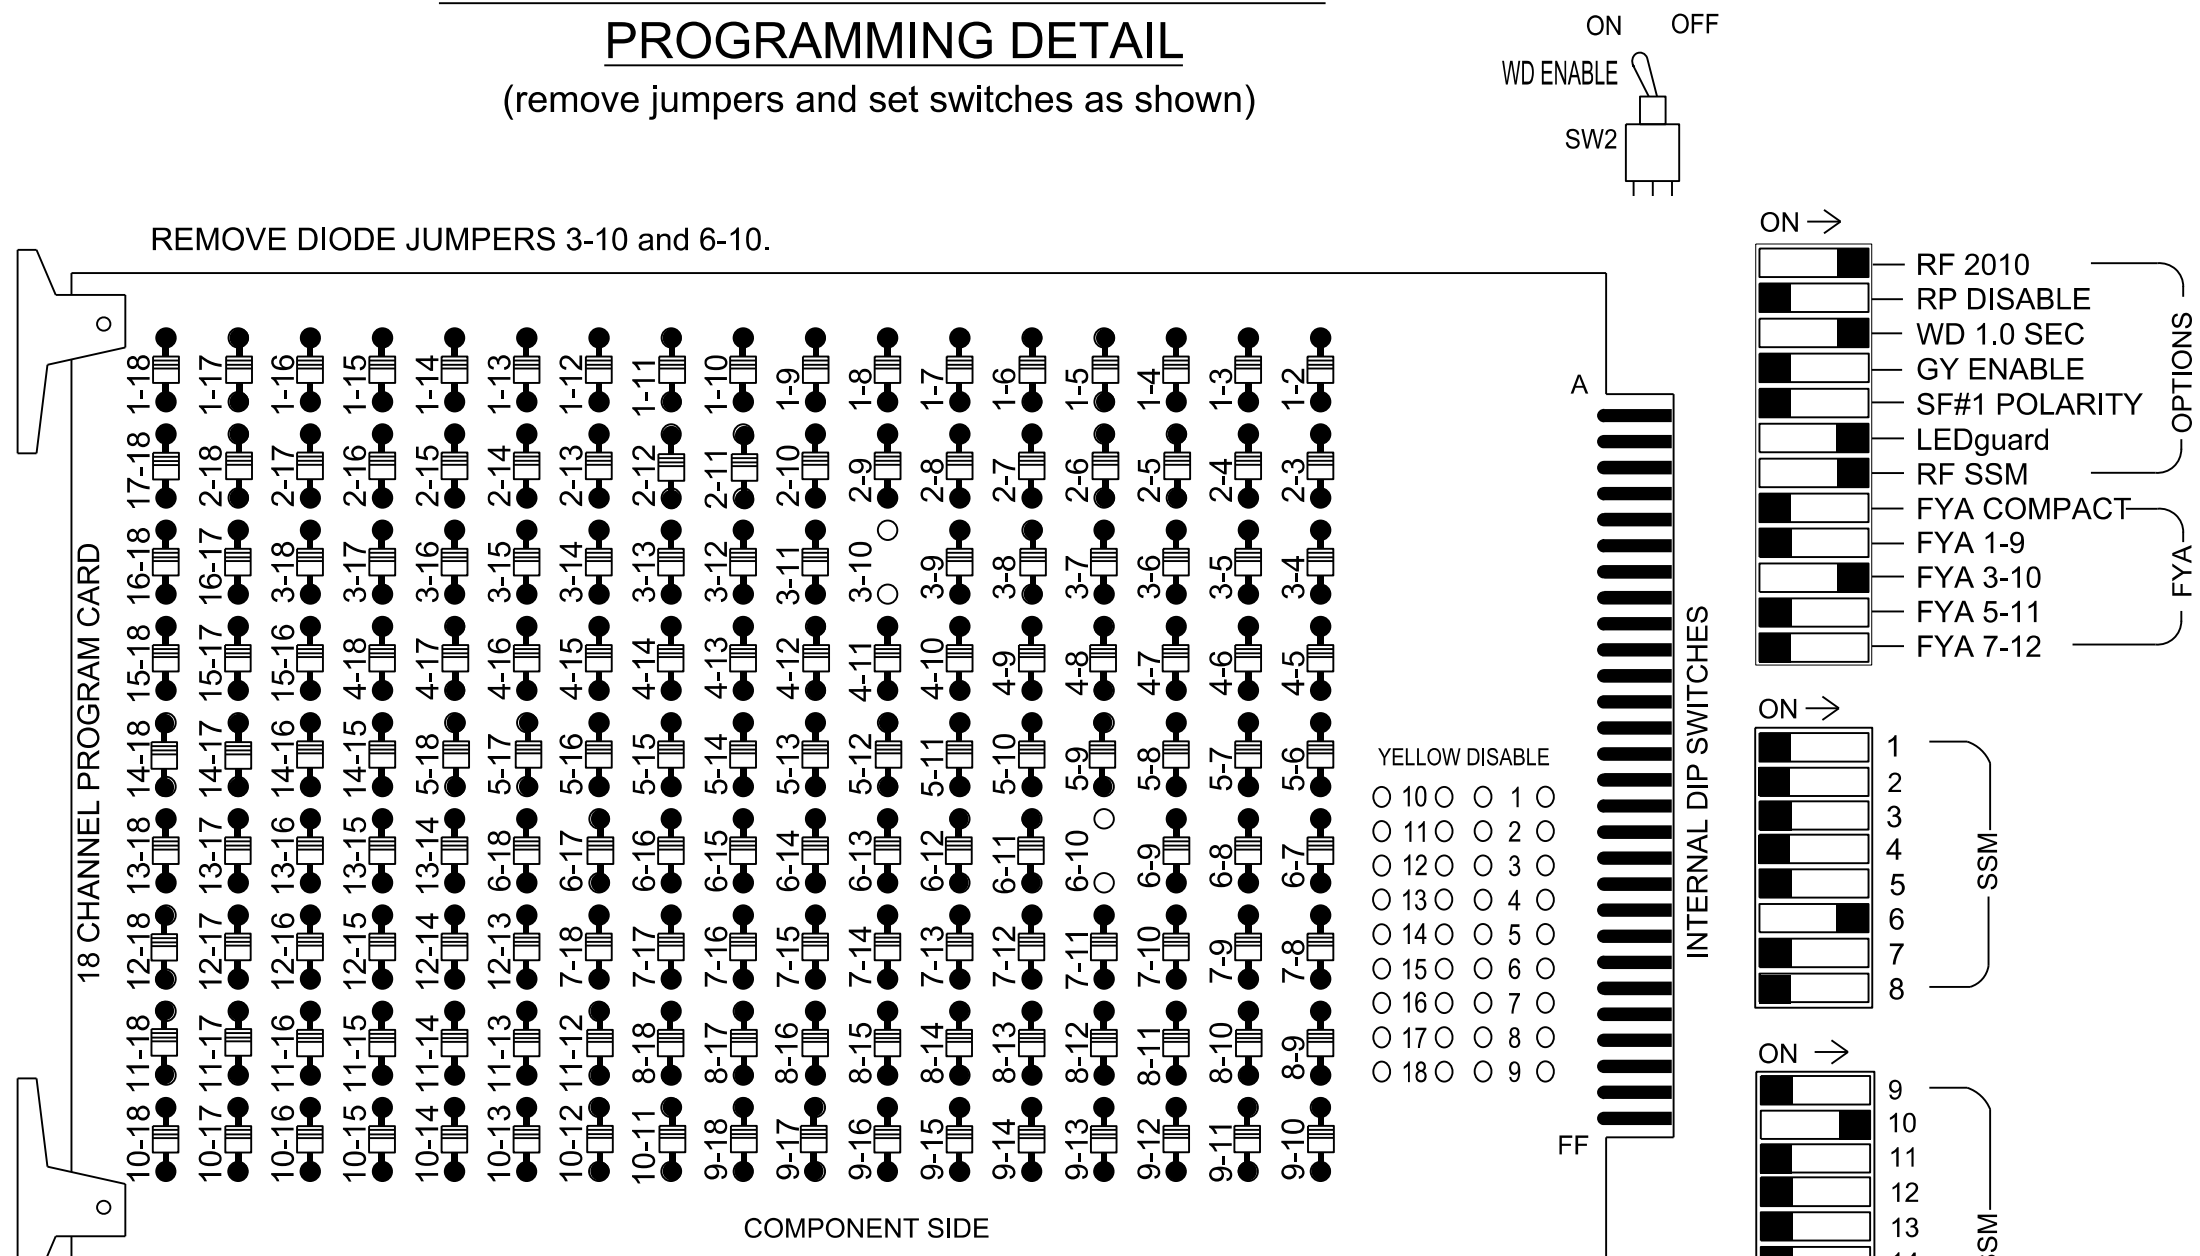 PROGRAMMING DETAIL
(remove jumpers and set switches as shown)
ON OFF
WD ENABLE
SW2
REMOVE DIODE JUMPERS 3-10 and 6-10.
18 CHANNEL PROGRAM CARD
1-18 1-17 1-16 1-15 1-14 1-13 1-12 1-11 1-10 1-9 1-8 1-7 1-6 1-5 1-4 1-3 1-2
17-18 2-18 2-17 2-16 2-15 2-14 2-13 2-12 2-11 2-10 2-9 2-8 2-7 2-6 2-5 2-4 2-3
16-18 16-17 3-18 3-17 3-16 3-15 3-14 3-13 3-12 3-11 3-10 3-9 3-8 3-7 3-6 3-5 3-4
15-18 15-17 15-16 4-18 4-17 4-16 4-15 4-14 4-13 4-12 4-11 4-10 4-9 4-8 4-7 4-6 4-5
14-18 14-17 14-16 14-15 5-18 5-17 5-16 5-15 5-14 5-13 5-12 5-11 5-10 5-9 5-8 5-7 5-6
13-18 13-17 13-16 13-15 13-14 6-18 6-17 6-16 6-15 6-14 6-13 6-12 6-11 6-10 6-9 6-8 6-7
12-18 12-17 12-16 12-15 12-14 12-13 7-18 7-17 7-16 7-15 7-14 7-13 7-12 7-11 7-10 7-9 7-8
11-18 11-17 11-16 11-15 11-14 11-13 11-12 8-18 8-17 8-16 8-15 8-14 8-13 8-12 8-11 8-10 8-9
10-18 10-17 10-16 10-15 10-14 10-13 10-12 10-11 9-18 9-17 9-16 9-15 9-14 9-13 9-12 9-11 9-10
COMPONENT SIDE
YELLOW DISABLE
10 1
11 2
12 3
13 4
14 5
15 6
16 7
17 8
18 9
A
FF
INTERNAL DIP SWITCHES
ON
RF 2010
RP DISABLE
WD 1.0 SEC
GY ENABLE
SF#1 POLARITY
LEDguard
RF SSM
OPTIONS
FYA COMPACT
FYA 1-9
FYA 3-10
FYA 5-11
FYA 7-12
FYA
ON
1
2
3
4
5
6
7
8
SSM
ON
9
10
11
12
13
14
SSM